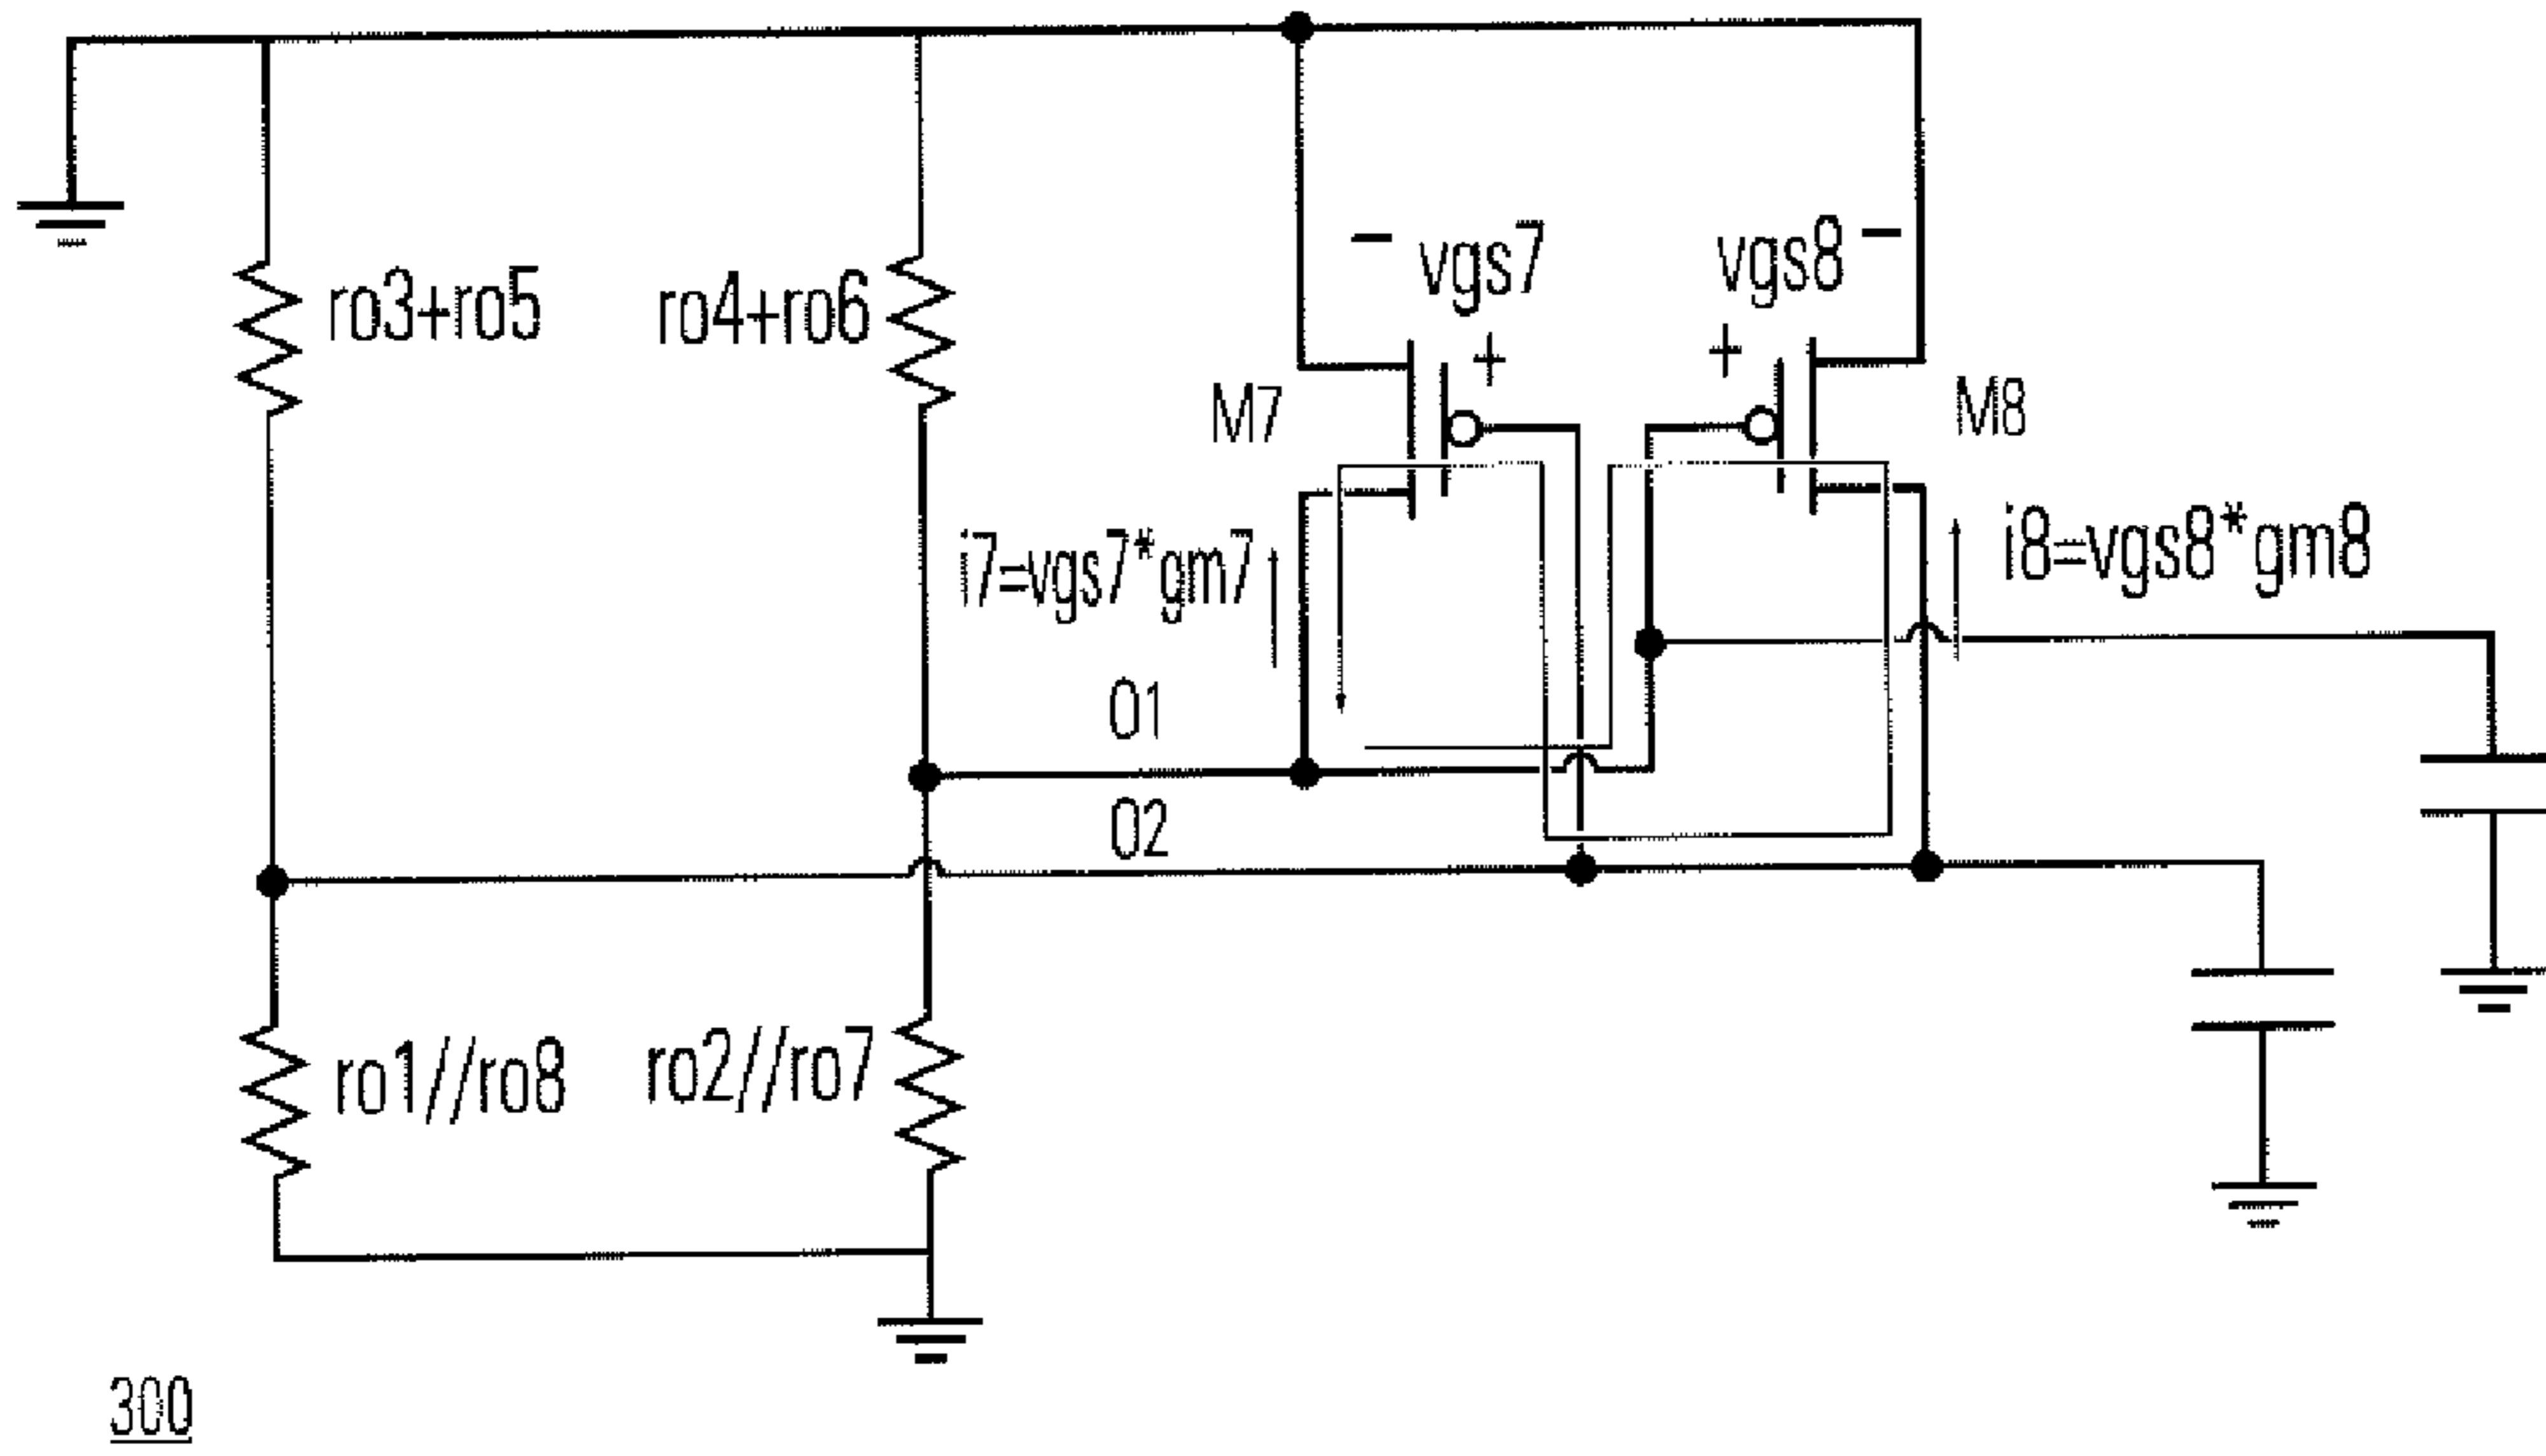 − vgs7
vgs8 −
+
+
ro3+ro5
ro4+ro6
M7
M8
i7=vgs7*gm7
i8=vgs8*gm8
O1
O2
ro1//ro8
ro2//ro7
300